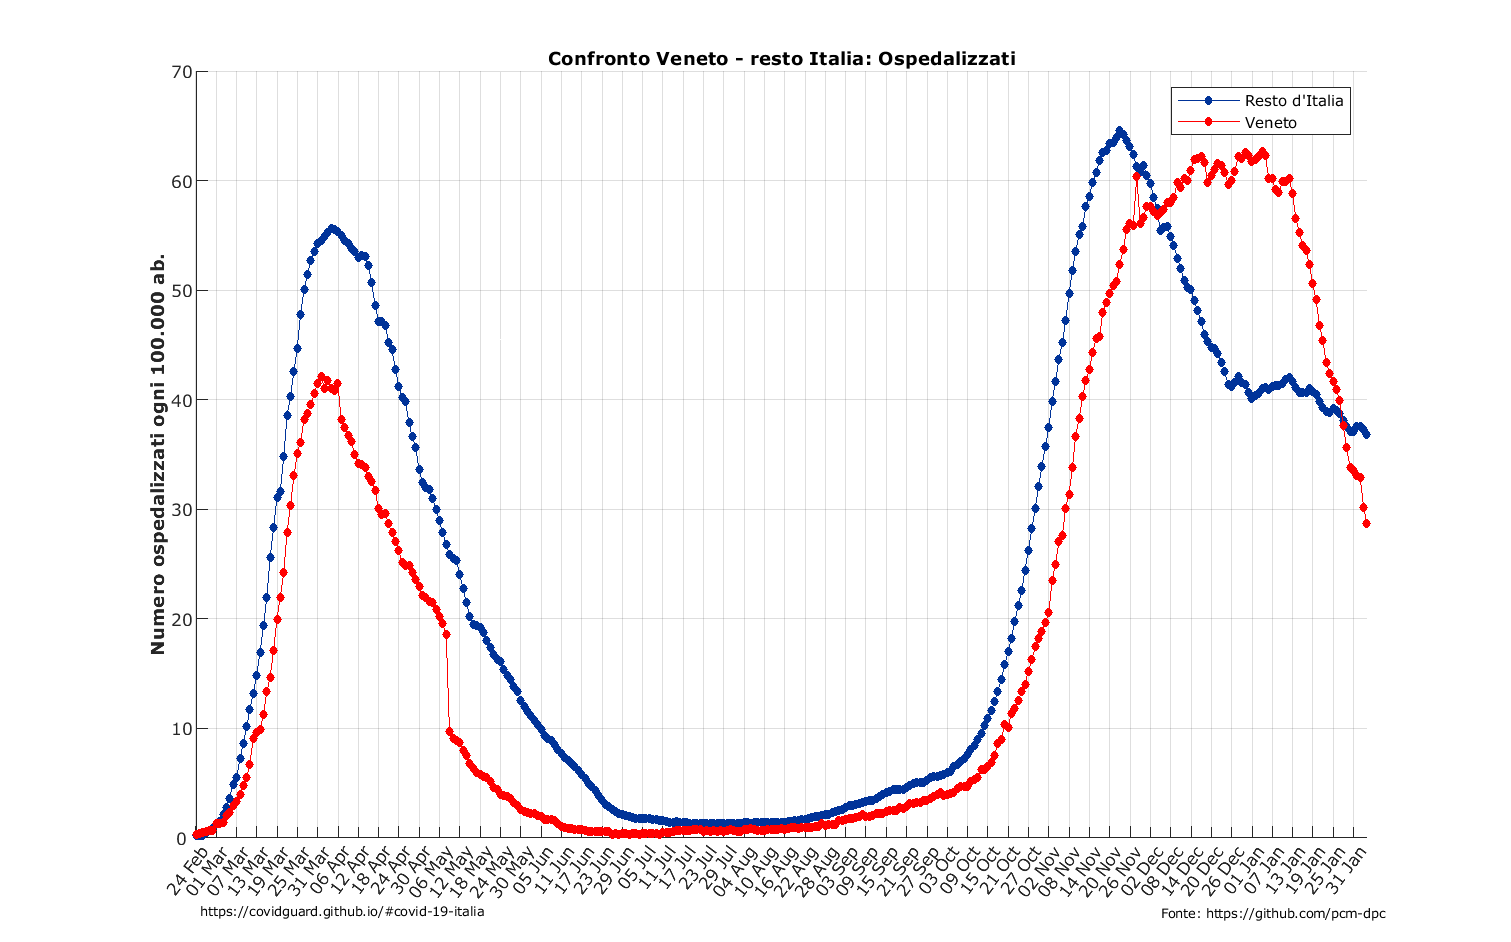 Confronto Veneto - resto Italia: Ospedalizzati
Resto d'Italia
Veneto
Numero ospedalizzati ogni 100.000 ab.
70
60
50
40
30
20
10
0
24 Feb
01 Mar
07 Mar
13 Mar
19 Mar
25 Mar
31 Mar
06 Apr
12 Apr
18 Apr
24 Apr
30 Apr
06 May
12 May
18 May
24 May
30 May
05 Jun
11 Jun
17 Jun
23 Jun
29 Jun
05 Jul
11 Jul
17 Jul
23 Jul
29 Jul
04 Aug
10 Aug
16 Aug
22 Aug
28 Aug
03 Sep
09 Sep
15 Sep
21 Sep
27 Sep
03 Oct
09 Oct
15 Oct
21 Oct
27 Oct
02 Nov
08 Nov
14 Nov
20 Nov
26 Nov
02 Dec
08 Dec
14 Dec
20 Dec
26 Dec
01 Jan
07 Jan
13 Jan
19 Jan
25 Jan
31 Jan
https://covidguard.github.io/#covid-19-italia
Fonte: https://github.com/pcm-dpc